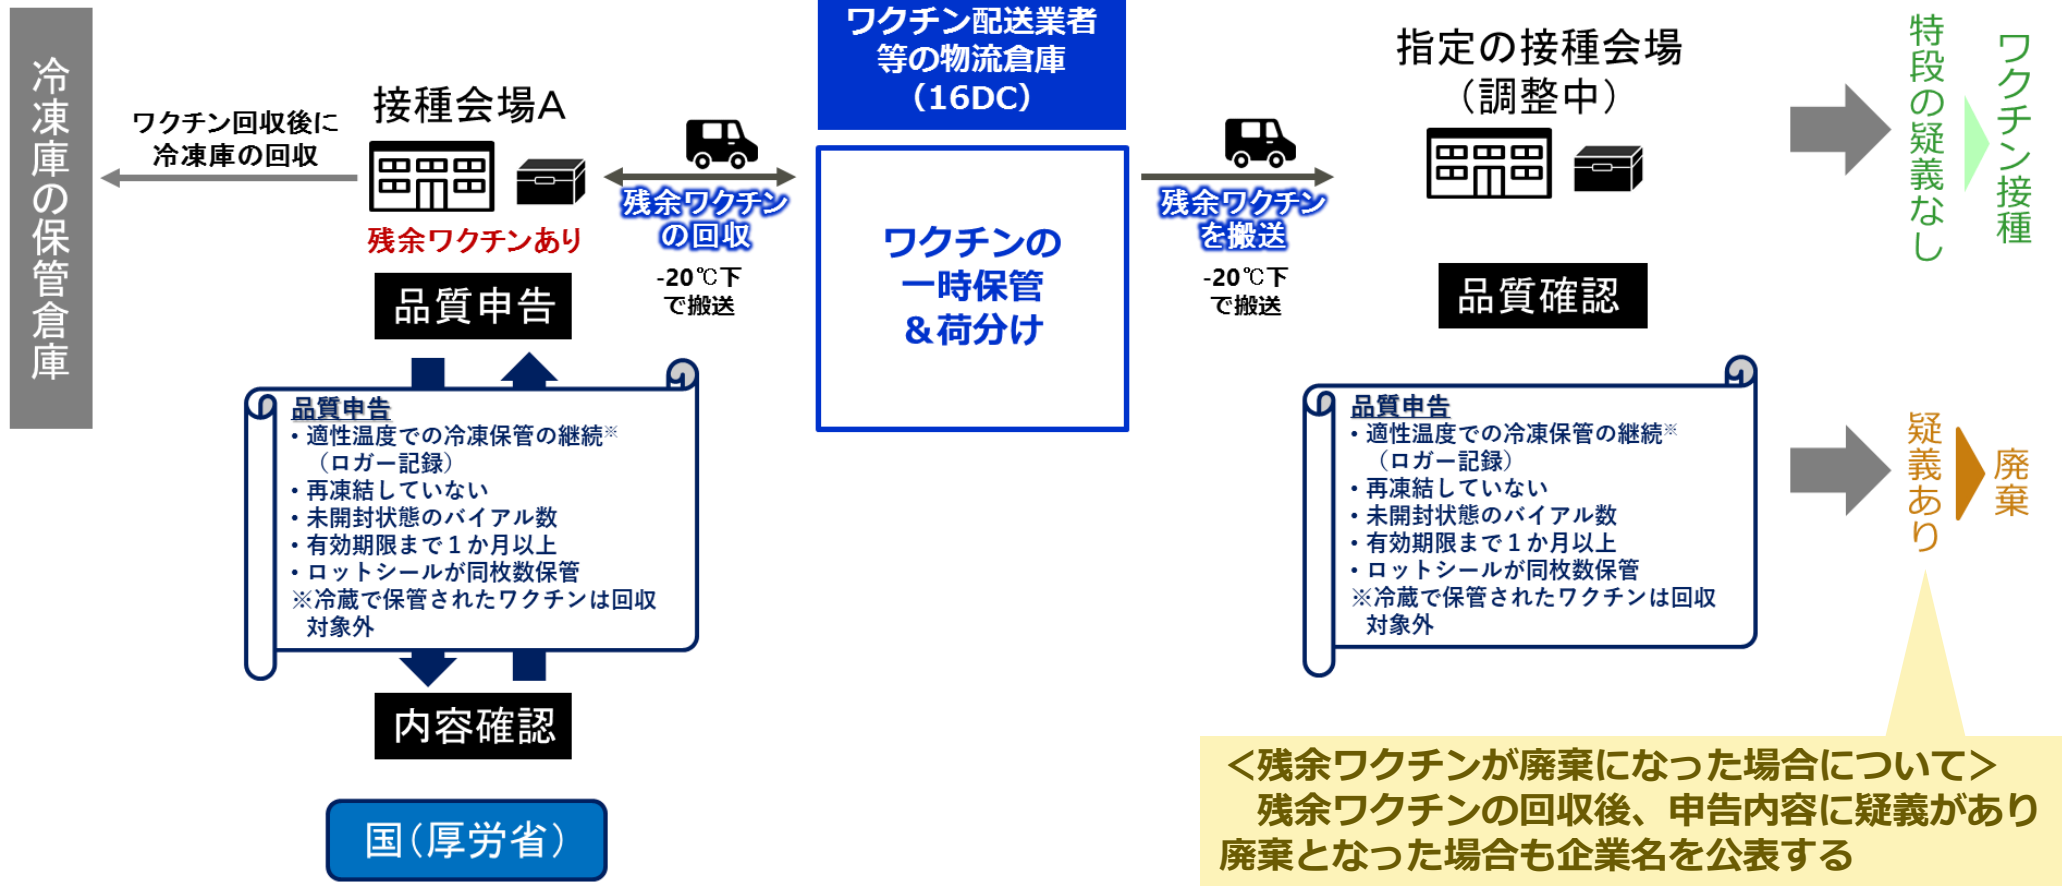 冷凍庫の保管倉庫
ワクチン回収後に
冷凍庫の回収
接種会場A
残余ワクチンあり
品質申告
残余ワクチン
の回収
-20℃下
で搬送
ワクチン配送業者
等の物流倉庫
（16DC）
ワクチンの
一時保管
＆荷分け
残余ワクチン
を搬送
-20℃下
で搬送
指定の接種会場
（調整中）
品質確認
特段の疑義なし
ワクチン接種
疑義あり
廃棄
品質申告
・適性温度での冷凍保管の継続※
（ロガー記録）
・再凍結していない
・未開封状態のバイアル数
・有効期限まで１か月以上
・ロットシールが同枚数保管
※冷蔵で保管されたワクチンは回収
対象外
内容確認
国（厚労省）
品質申告
・適性温度での冷凍保管の継続※
（ロガー記録）
・再凍結していない
・未開封状態のバイアル数
・有効期限まで１か月以上
・ロットシールが同枚数保管
※冷蔵で保管されたワクチンは回収
対象外
＜残余ワクチンが廃棄になった場合について＞
残余ワクチンの回収後、申告内容に疑義があり
廃棄となった場合も企業名を公表する